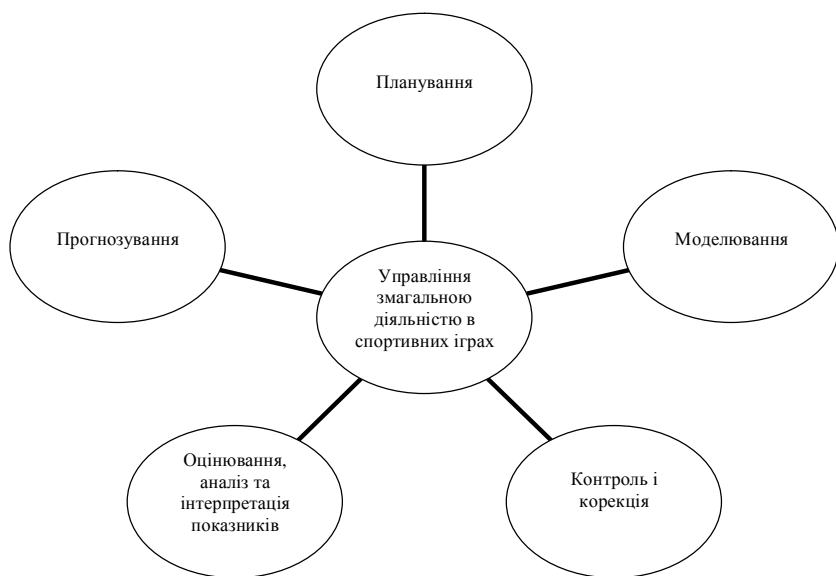 Планування
Прогнозування
Моделювання
Управління
змагальною
діяльністю в
спортивних іграх
Оцінювання,
аналіз та
інтерпретація
показників
Контроль і
корекція